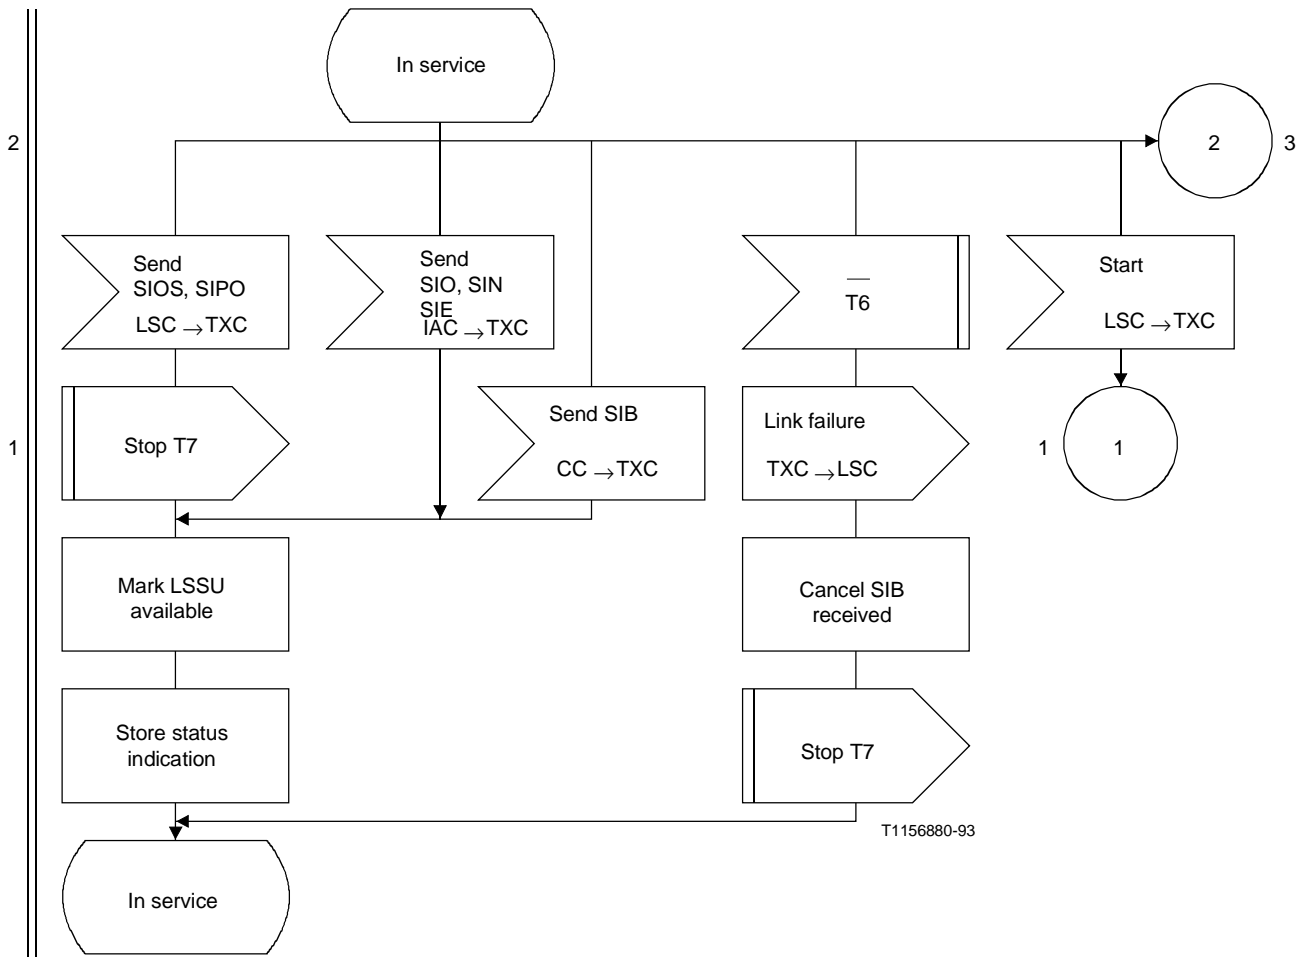 In service
2
2
3
Send
SIOS, SIPO
LSC → TXC
Send
SIO, SIN
SIE
IAC → TXC
T6
Start
LSC → TXC
1
Stop T7
Send SIB
CC → TXC
Link failure
TXC → LSC
1
1
Mark LSSU
available
Cancel SIB
received
Store status
indication
Stop T7
T1156880-93
In service